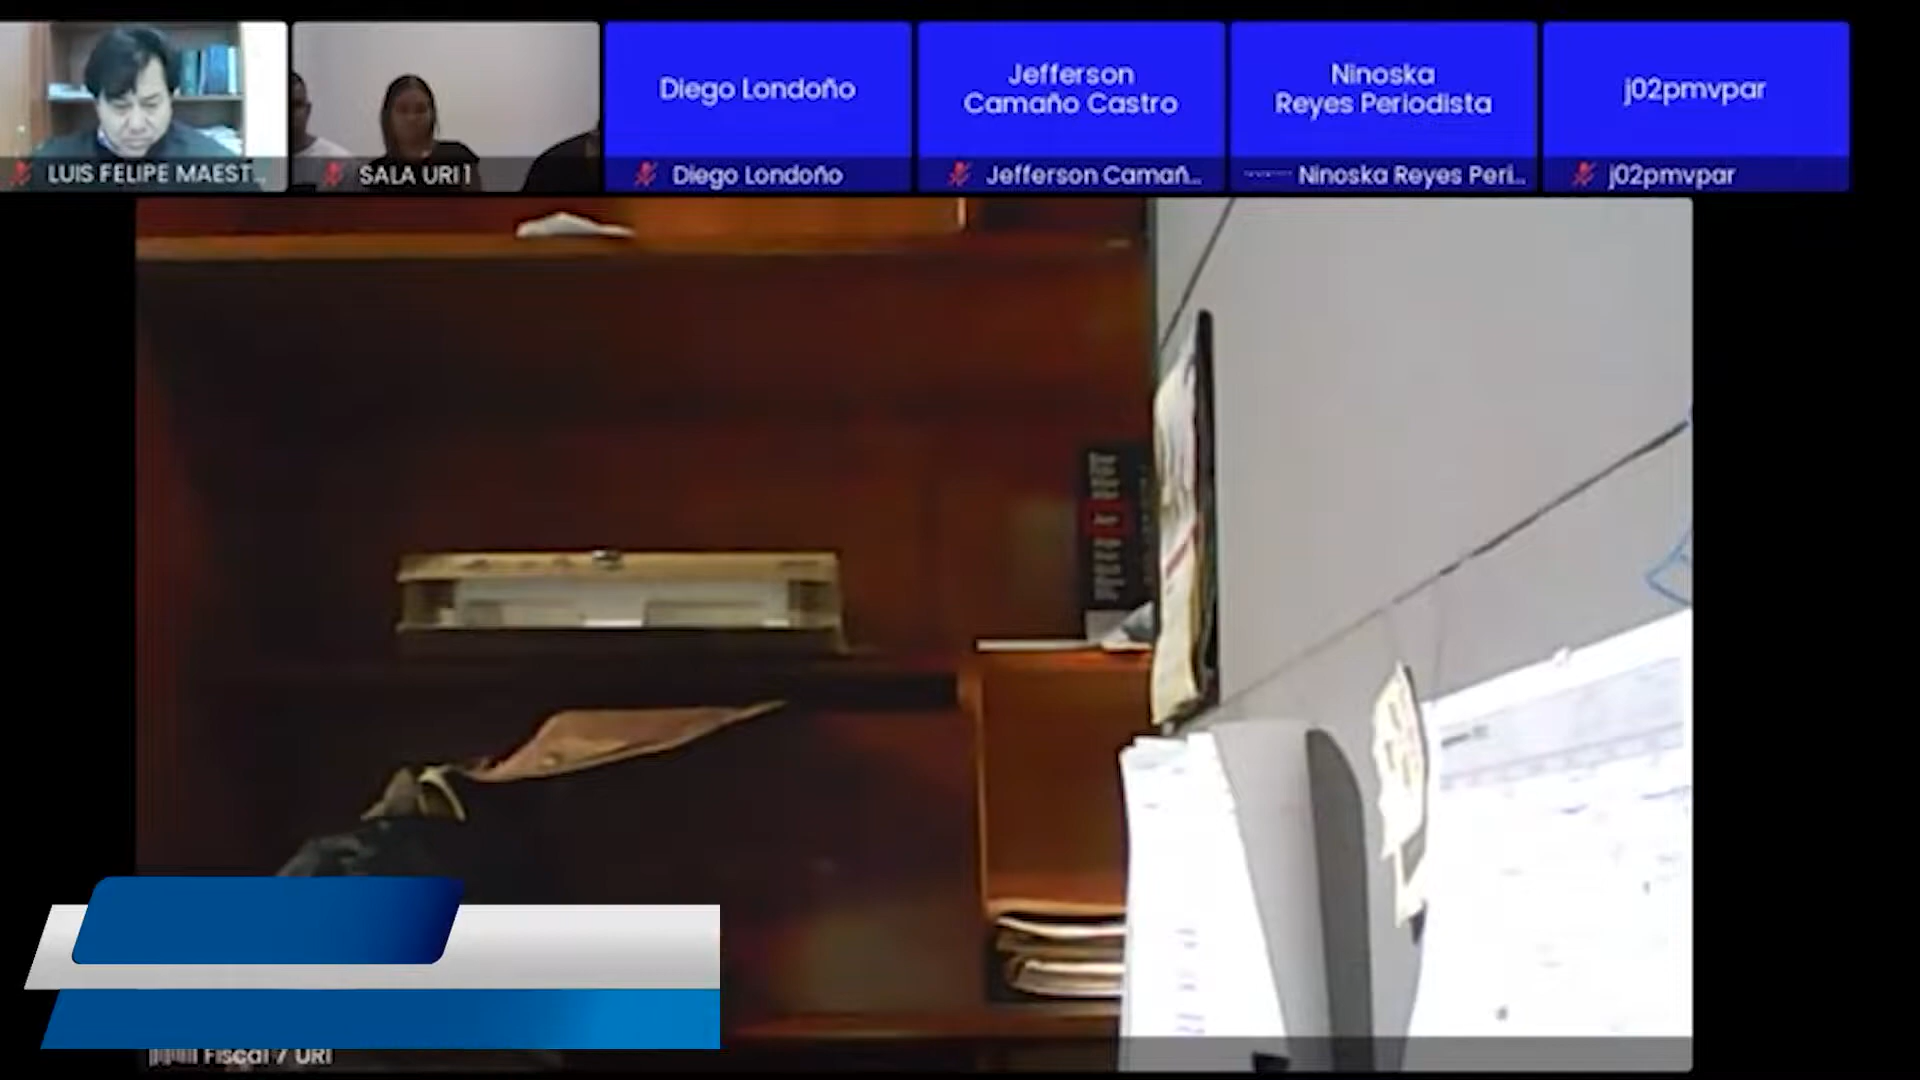 Diego Londoño
Jefferson
Camaño Castro
Ninoska
Reyes Periodista
j02pmvpar
LUIS FELIPE MAEST...
SALA URI 1
Diego Londoño
Jefferson Camañ...
Ninoska Reyes Peri...
j02pmvpar
Fiscal 7 URI